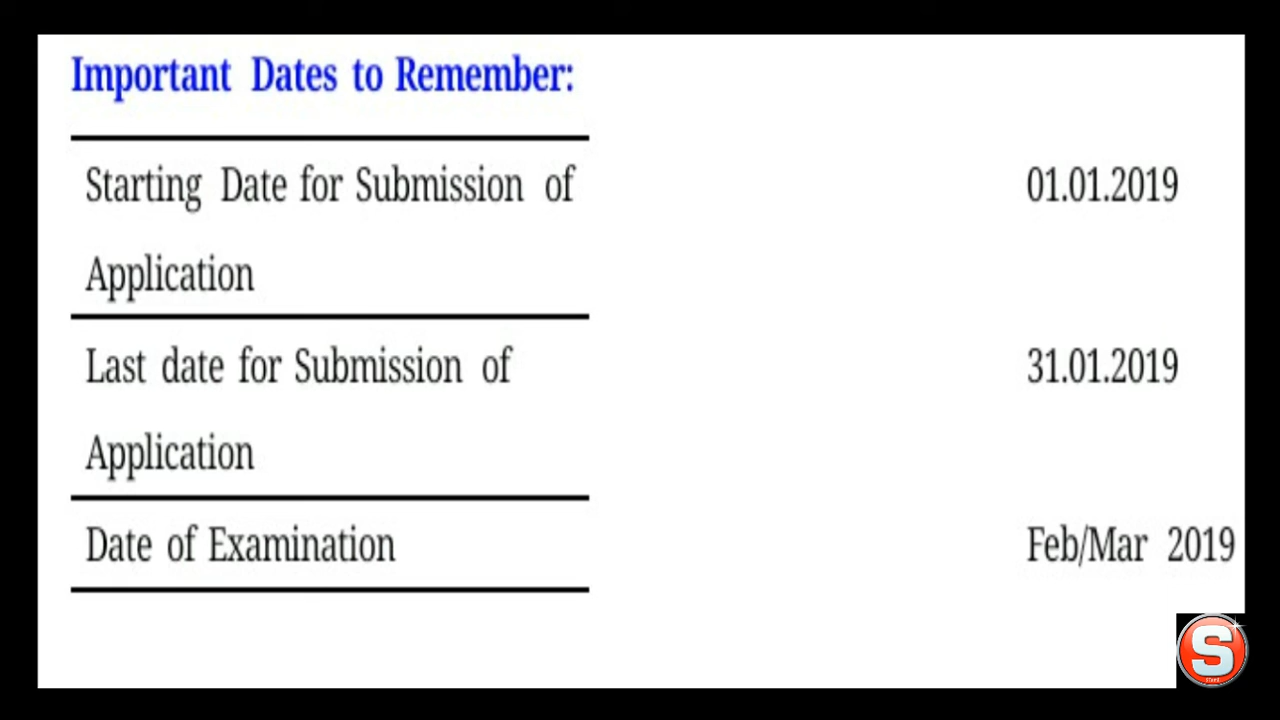 Important Dates to Remember:
Starting Date for Submission of 01.01.2019
Application
Last date for Submission of 31.01.2019
Application
Date of Examination Feb/Mar 2019
S